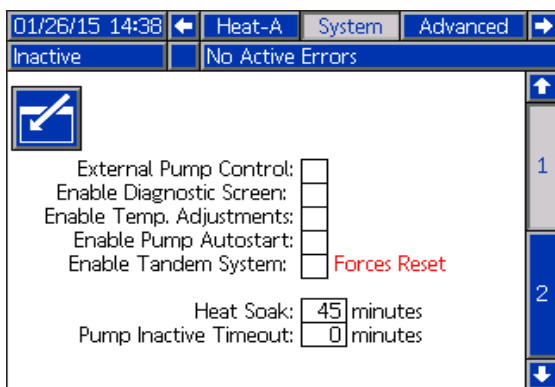 01/26/15 14:38 Heat-A System Advanced
Inactive No Active Errors
External Pump Control:
1
Enable Diagnostic Screen:
Enable Temp. Adjustments:
Enable Pump Autostart:
Enable Tandem System: Forces Reset
2
Heat Soak: 45 minutes
Pump Inactive Timeout: 0 minutes